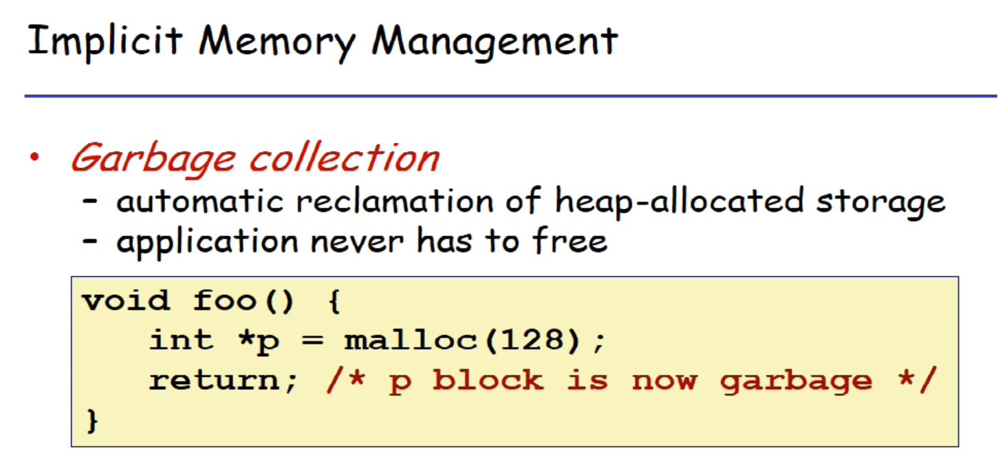 Implicit Memory Management
• Garbage collection
– automatic reclamation of heap-allocated storage
– application never has to free
void foo() {
   int *p = malloc(128);
   return; /* p block is now garbage */
}